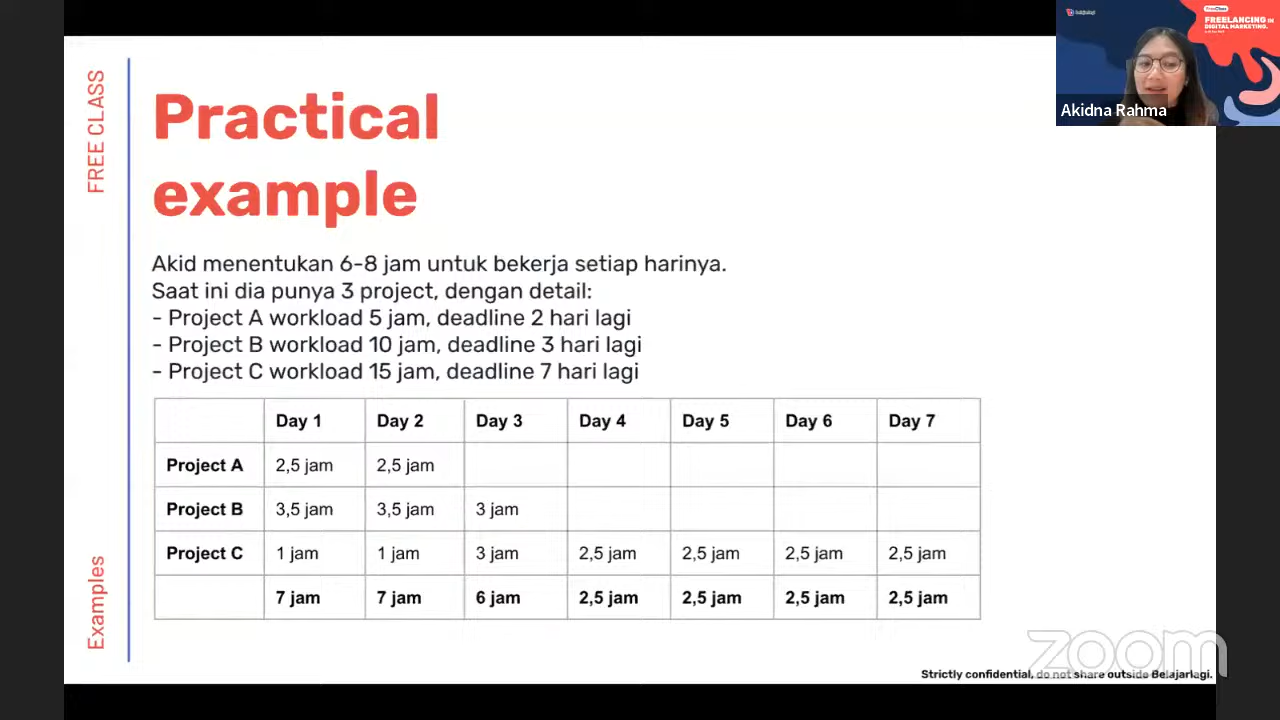 FREE CLASS
Practical
example
Akid menentukan 6-8 jam untuk bekerja setiap harinya.
Saat ini dia punya 3 project, dengan detail:
- Project A workload 5 jam, deadline 2 hari lagi
- Project B workload 10 jam, deadline 3 hari lagi
- Project C workload 15 jam, deadline 7 hari lagi
Day 1 Day 2 Day 3 Day 4 Day 5 Day 6 Day 7
Project A 2,5 jam 2,5 jam
Project B 3,5 jam 3,5 jam 3 jam
Project C 1 jam 1 jam 3 jam 2,5 jam 2,5 jam 2,5 jam 2,5 jam
7 jam 7 jam 6 jam 2,5 jam 2,5 jam 2,5 jam 2,5 jam
Examples
Strictly confidential, do not share outside Belajarlagi.
zoom
belajarlagi
FreeClass
FREELANCING IN
DIGITAL MARKETING.
Akidna Rahma